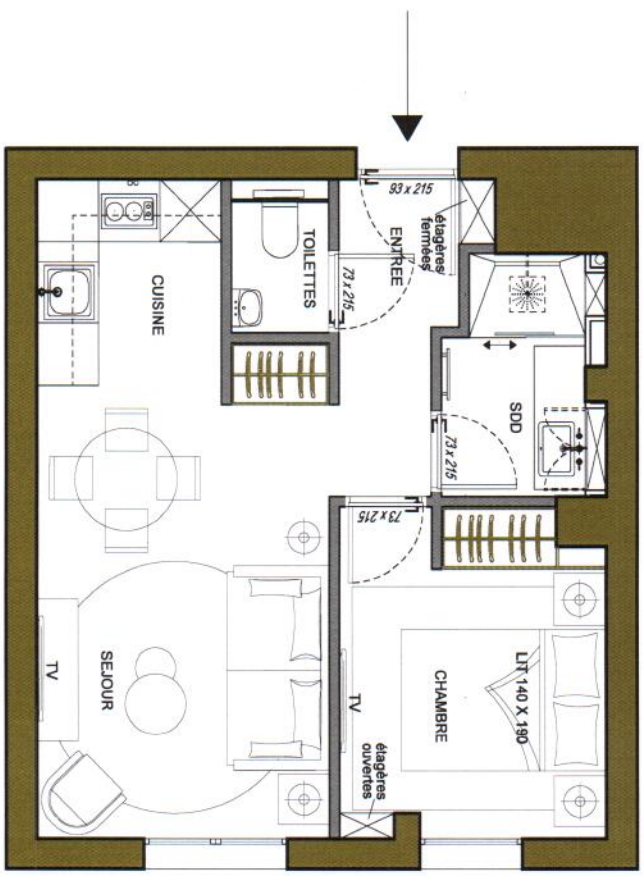 93 x 215
étagères
fermées
ENTREE
TOILETTES
73 x 215
CUISINE
SDD
73 x 215
73 x 215
LIT 140 X 190
CHAMBRE
TV
SEJOUR
TV
étagères
ouvertes